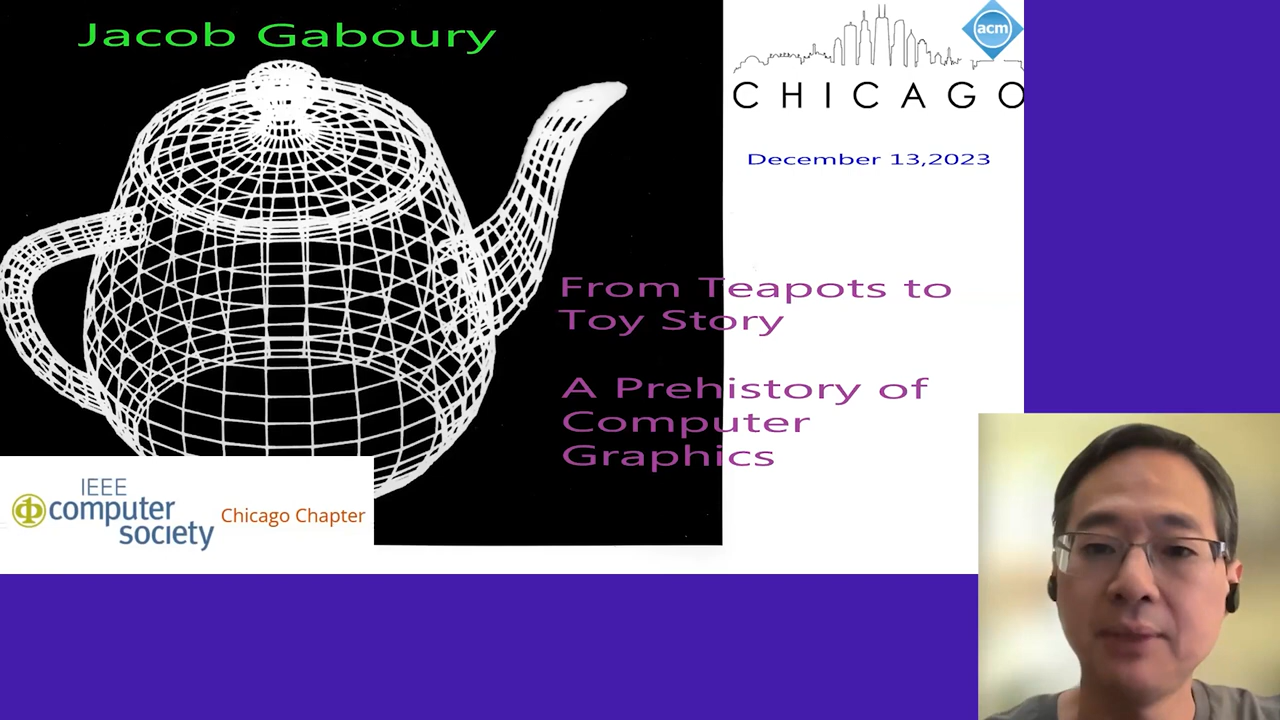 Jacob Gaboury
acm
CHICAGO
December 13,2023
From Teapots to
Toy Story
A Prehistory of
Computer
Graphics
IEEE
computer
society
Chicago Chapter